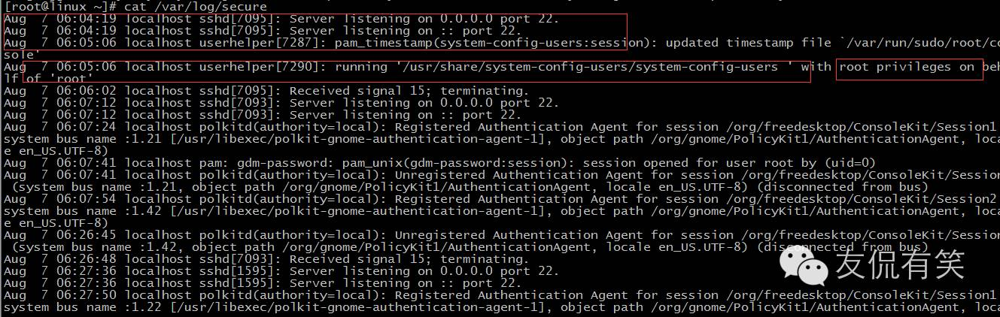 [root@linux ~]# cat /var/log/secure
Aug  7 06:04:19 localhost sshd[7095]: Server listening on 0.0.0.0 port 22.
Aug  7 06:04:19 localhost sshd[7095]: Server listening on :: port 22.
Aug  7 06:05:06 localhost userhelper[7287]: pam_timestamp(system-config-users:session): updated timestamp file `/var/run/sudo/root/co
sole'
Aug  7 06:05:06 localhost userhelper[7290]: running '/usr/share/system-config-users/system-config-users ' with root privileges on beh
lf of 'root'
Aug  7 06:06:02 localhost sshd[7095]: Received signal 15; terminating.
Aug  7 06:07:12 localhost sshd[7093]: Server listening on 0.0.0.0 port 22.
Aug  7 06:07:12 localhost sshd[7093]: Server listening on :: port 22.
Aug  7 06:07:24 localhost polkitd(authority=local): Registered Authentication Agent for session /org/freedesktop/ConsoleKit/Session1
system bus name :1.21 [/usr/libexec/polkit-gnome-authentication-agent-1], object path /org/gnome/PolicyKit1/AuthenticationAgent, loca
e en_US.UTF-8)
Aug  7 06:07:41 localhost pam: gdm-password: pam_unix(gdm-password:session): session opened for user root by (uid=0)
Aug  7 06:07:41 localhost polkitd(authority=local): Unregistered Authentication Agent for session /org/freedesktop/ConsoleKit/Session
 (system bus name :1.21, object path /org/gnome/PolicyKit1/AuthenticationAgent, locale en_US.UTF-8) (disconnected from bus)
Aug  7 06:07:54 localhost polkitd(authority=local): Registered Authentication Agent for session /org/freedesktop/ConsoleKit/Session2
system bus name :1.42 [/usr/libexec/polkit-gnome-authentication-agent-1], object path /org/gnome/PolicyKit1/AuthenticationAgent, loca
e en_US.UTF-8)
Aug  7 06:26:45 localhost polkitd(authority=local): Unregistered Authentication Agent for session /org/freedesktop/ConsoleKit/Session
 (system bus name :1.42, object path /org/gnome/PolicyKit1/AuthenticationAgent, locale en_US.UTF-8) (disconnected from bus)
Aug  7 06:26:48 localhost sshd[7093]: Received signal 15; terminating.
Aug  7 06:27:36 localhost sshd[1595]: Server listening on 0.0.0.0 port 22.
Aug  7 06:27:36 localhost sshd[1595]: Server listening on :: port 22.
Aug  7 06:27:50 localhost polkitd(authority=local): Registered Authentication Agent for session /org/freedesktop/ConsoleKit/Session1
system bus name :1.22 [/usr/libexec/polkit-gnome-authentication-agent-1], object path /org/gnome/PolicyKit1/AuthenticationAgent, loca
友侃有笑